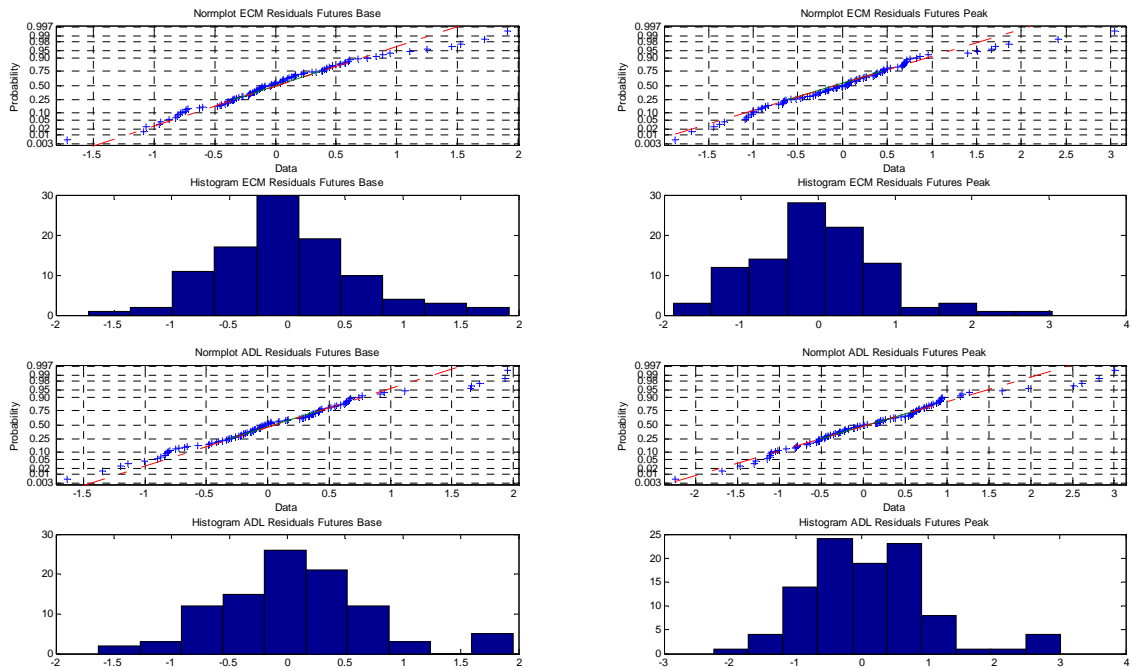 Normplot ECM Residuals Futures Base
0.997
0.99
0.98
0.95
0.90
0.75
0.50
0.25
0.10
0.05
0.02
0.01
0.003
Probability
-1.5 -1 -0.5 0 0.5 1 1.5 2
Data
Normplot ECM Residuals Futures Peak
0.997
0.99
0.98
0.95
0.90
0.75
0.50
0.25
0.10
0.05
0.02
0.01
0.003
Probability
-1.5 -1 -0.5 0 0.5 1 1.5 2 2.5 3
Data
Histogram ECM Residuals Futures Base
30
20
10
0
-2 -1.5 -1 -0.5 0 0.5 1 1.5 2
Histogram ECM Residuals Futures Peak
30
20
10
0
-2 -1 0 1 2 3 4
Normplot ADL Residuals Futures Base
0.997
0.99
0.98
0.95
0.90
0.75
0.50
0.25
0.10
0.05
0.02
0.01
0.003
Probability
-1.5 -1 -0.5 0 0.5 1 1.5 2
Data
Normplot ADL Residuals Futures Peak
0.997
0.99
0.98
0.95
0.90
0.75
0.50
0.25
0.10
0.05
0.02
0.01
0.003
Probability
-2 -1.5 -1 -0.5 0 0.5 1 1.5 2 2.5 3
Data
Histogram ADL Residuals Futures Base
30
20
10
0
-2 -1.5 -1 -0.5 0 0.5 1 1.5 2
Histogram ADL Residuals Futures Peak
25
20
15
10
5
0
-3 -2 -1 0 1 2 3 4